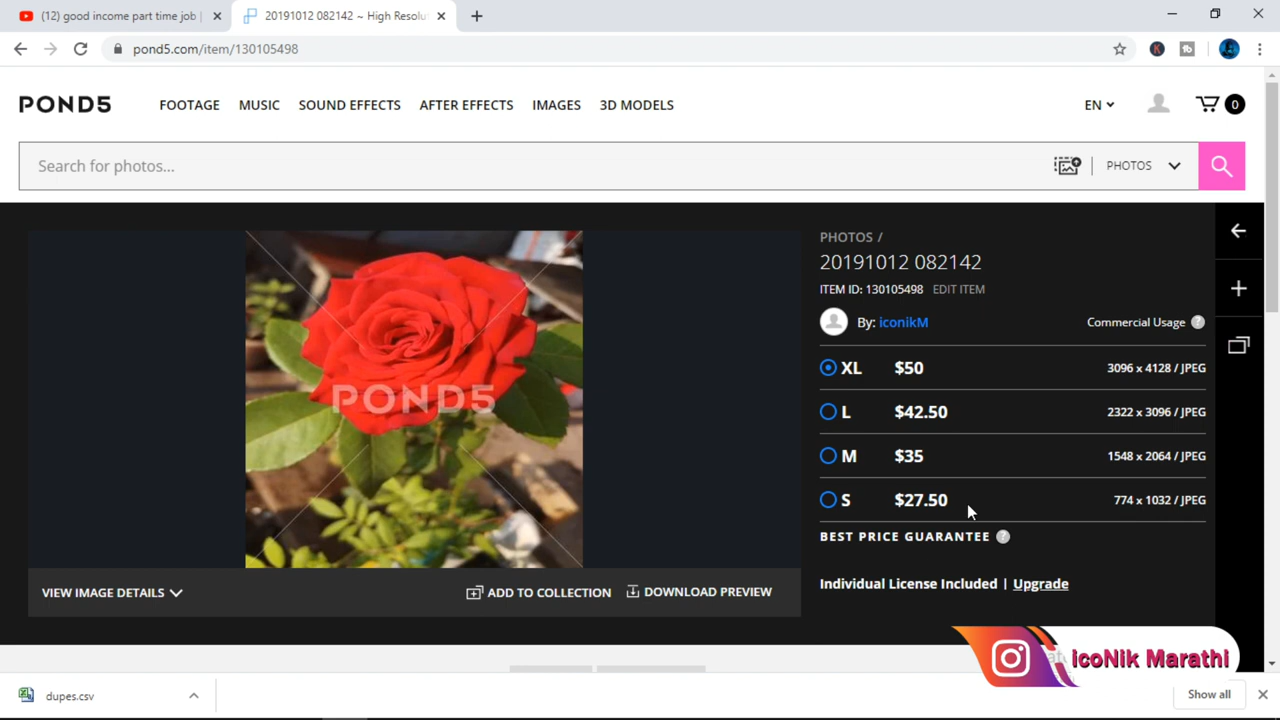 (12) good income part time job |
20191012 082142 ~ High Resolu
pond5.com/item/130105498
POND5
FOOTAGE MUSIC SOUND EFFECTS AFTER EFFECTS IMAGES 3D MODELS
EN
0
Search for photos...
PHOTOS
PHOTOS /
20191012 082142
ITEM ID: 130105498 EDIT ITEM
By: iconikM
Commercial Usage ?
XL $50 3096 x 4128 / JPEG
L $42.50 2322 x 3096 / JPEG
M $35 1548 x 2064 / JPEG
S $27.50 774 x 1032 / JPEG
BEST PRICE GUARANTEE ?
Individual License Included | Upgrade
POND5
VIEW IMAGE DETAILS
ADD TO COLLECTION
DOWNLOAD PREVIEW
icoNik Marathi
dupes.csv
Show all